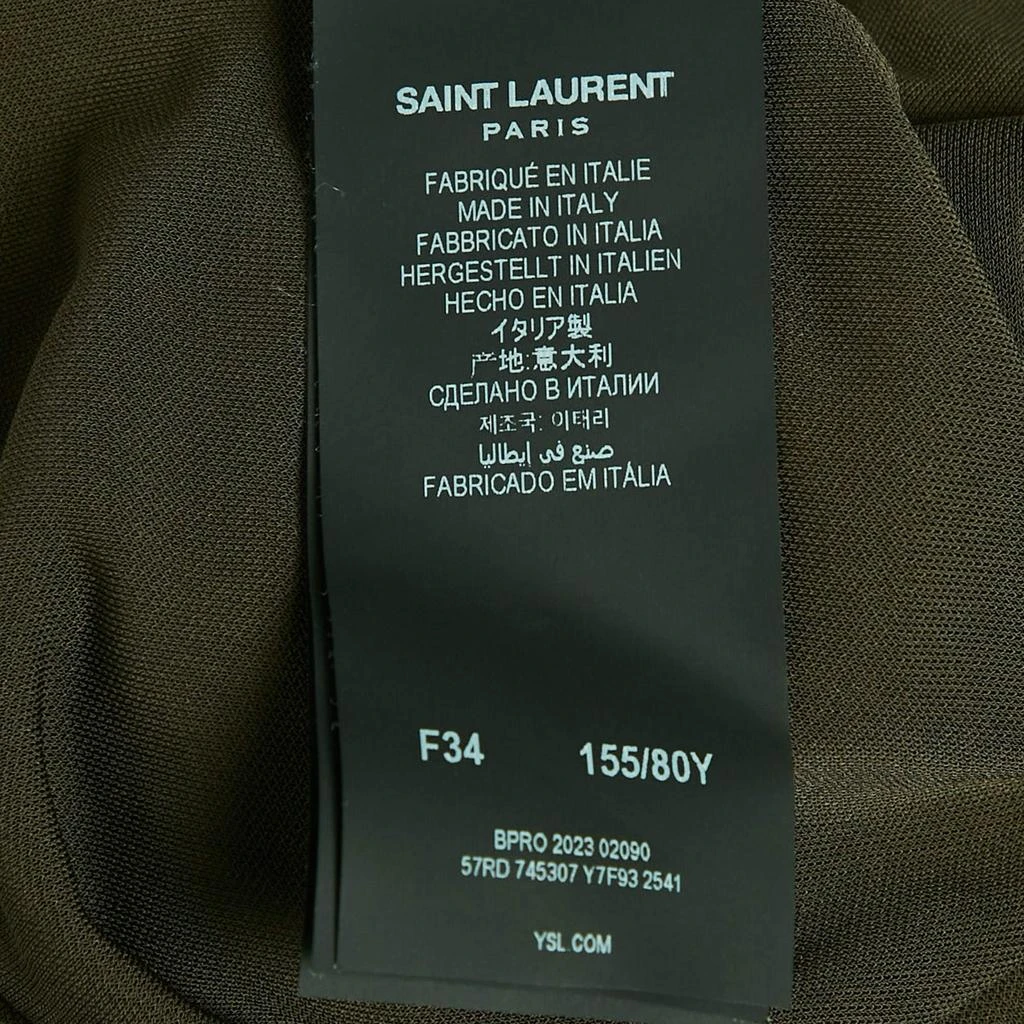 SAINT LAURENT
PARIS
FABRIQUÉ EN ITALIE
MADE IN ITALY
FABBRICATO IN ITALIA
HERGESTELLT IN ITALIEN
HECHO EN ITALIA
イタリア製
产地:意大利
СДЕЛАНО В ИТАЛИИ
제조국: 이태리
صنع في إيطاليا
FABRICADO EM ITÁLIA
F34 155/80Y
BPRO 2023 02090
57RD 745307 Y7F93 2541
YSL.COM